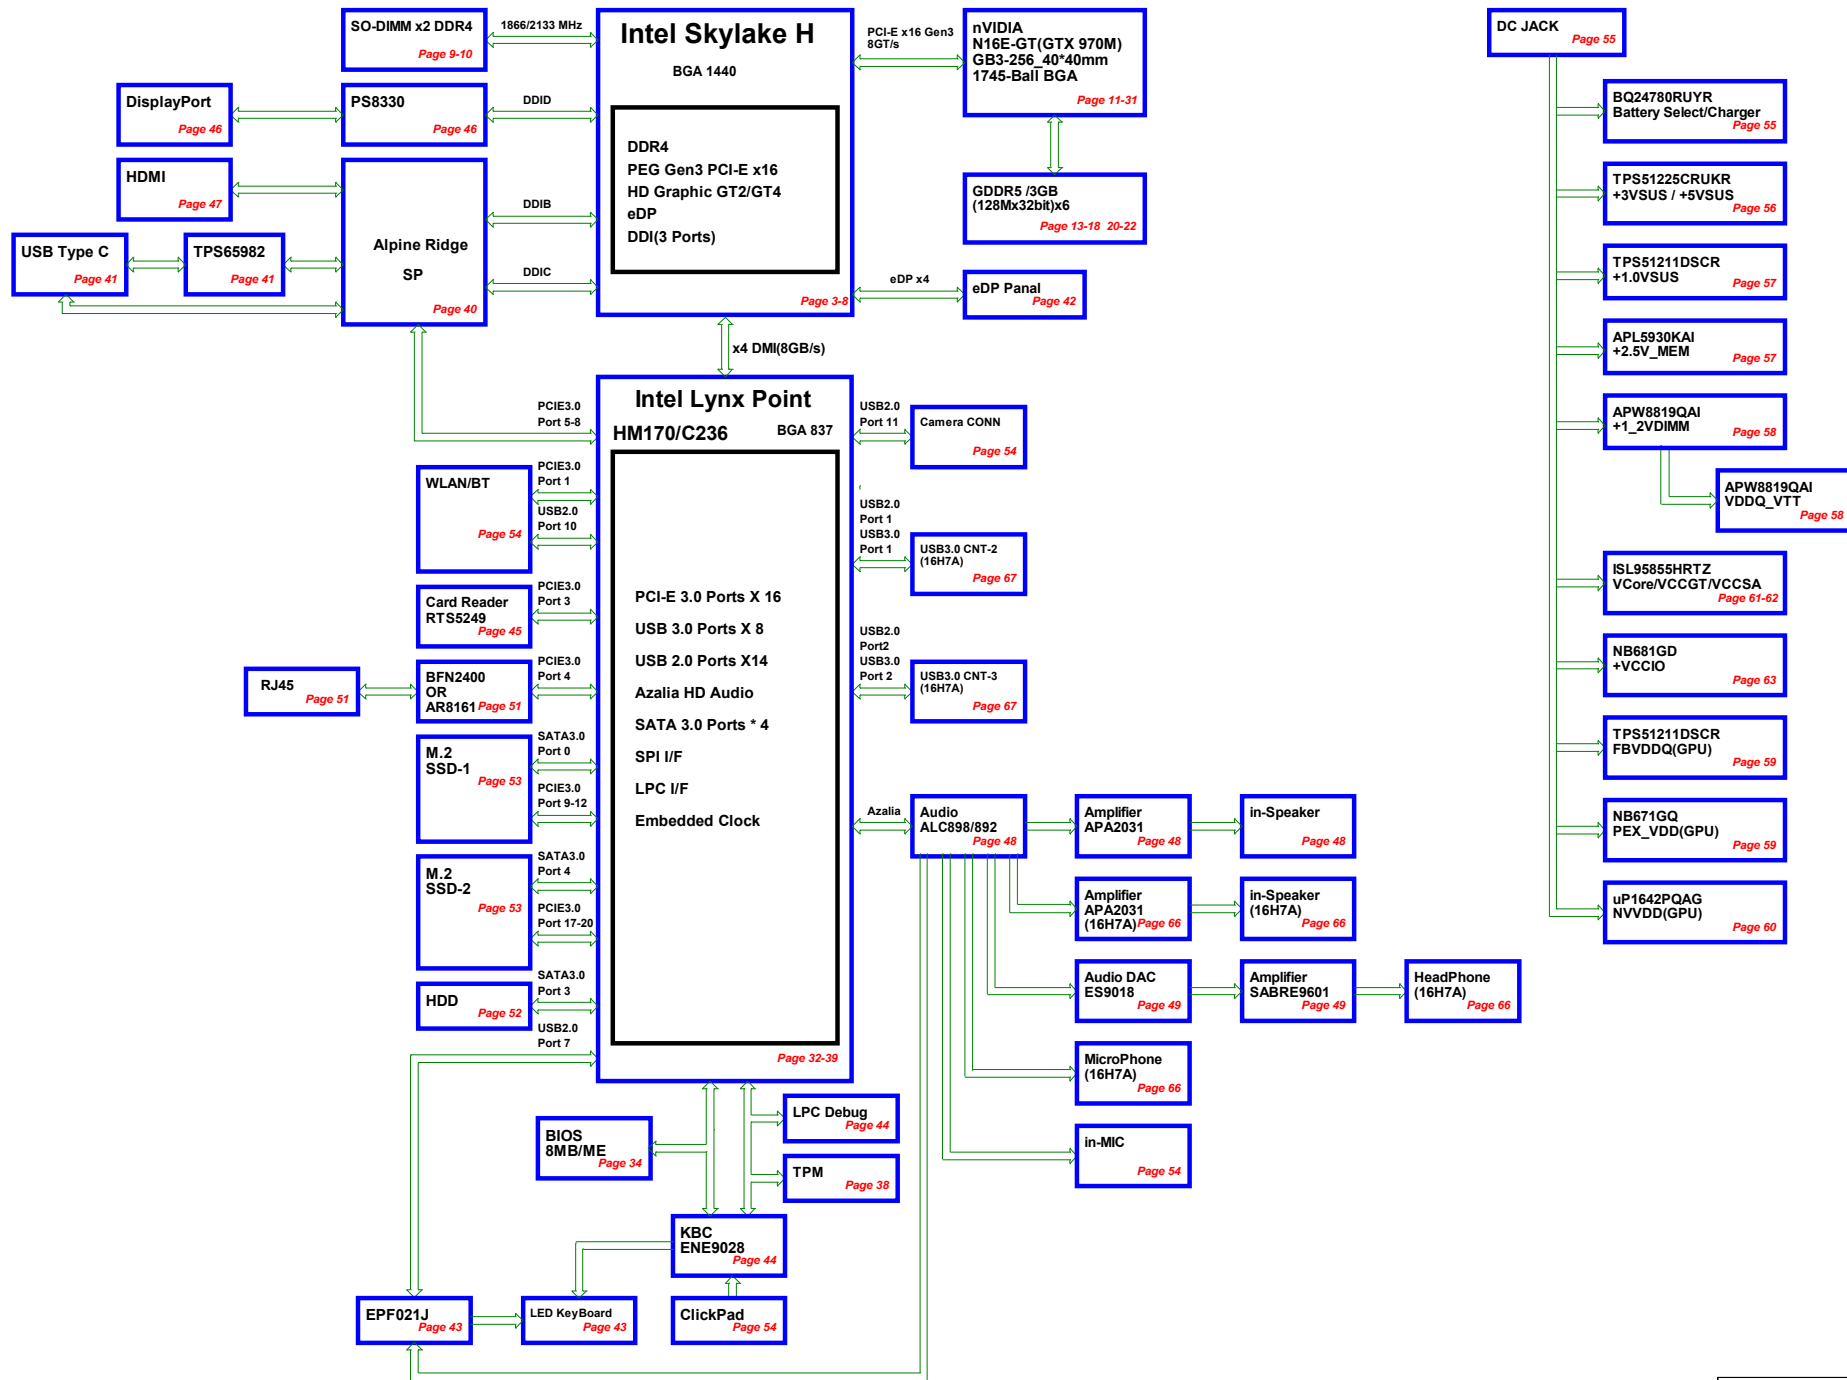 SO-DIMM x2 DDR4
Page 9-10
1866/2133 MHz
Intel Skylake H
BGA 1440
DDR4
PEG Gen3 PCI-E x16
HD Graphic GT2/GT4
eDP
DDI(3 Ports)
Page 3-8
PCI-E x16 Gen3
8GT/s
nVIDIA
N16E-GT(GTX 970M)
GB3-256_40*40mm
1745-Ball BGA
Page 11-31
GDDR5 /3GB
(128Mx32bit)x6
Page 13-18 20-22
eDP x4
eDP Panal
Page 42
DisplayPort
Page 46
PS8330
Page 46
DDID
HDMI
Page 47
Alpine Ridge
SP
Page 40
DDIB
DDIC
USB Type C
Page 41
TPS65982
Page 41
x4 DMI(8GB/s)
Intel Lynx Point
HM170/C236
BGA 837
PCI-E 3.0 Ports X 16
USB 3.0 Ports X 8
USB 2.0 Ports X14
Azalia HD Audio
SATA 3.0 Ports * 4
SPI I/F
LPC I/F
Embedded Clock
Page 32-39
PCIE3.0
Port 5-8
WLAN/BT
Page 54
PCIE3.0
Port 1
USB2.0
Port 10
Card Reader
RTS5249
Page 45
PCIE3.0
Port 3
RJ45
Page 51
BFN2400
OR
AR8161
Page 51
PCIE3.0
Port 4
M.2
SSD-1
Page 53
SATA3.0
Port 0
PCIE3.0
Port 9-12
M.2
SSD-2
Page 53
SATA3.0
Port 4
PCIE3.0
Port 17-20
HDD
Page 52
SATA3.0
Port 3
USB2.0
Port 7
USB2.0
Port 11
Camera CONN
Page 54
USB2.0
Port 1
USB3.0
Port 1
USB3.0 CNT-2
(16H7A)
Page 67
USB2.0
Port2
USB3.0
Port 2
USB3.0 CNT-3
(16H7A)
Page 67
Azalia
Audio
ALC898/892
Page 48
Amplifier
APA2031
Page 48
in-Speaker
Page 48
Amplifier
APA2031
(16H7A)
Page 66
in-Speaker
(16H7A)
Page 66
Audio DAC
ES9018
Page 49
Amplifier
SABRE9601
Page 49
HeadPhone
(16H7A)
Page 66
MicroPhone
(16H7A)
Page 66
in-MIC
Page 54
LPC Debug
Page 44
BIOS
8MB/ME
Page 34
TPM
Page 38
KBC
ENE9028
Page 44
EPF021J
Page 43
LED KeyBoard
Page 43
ClickPad
Page 54
DC JACK
Page 55
BQ24780RUYR
Battery Select/Charger
Page 55
TPS51225CRUKR
+3VSUS / +5VSUS
Page 56
TPS51211DSCR
+1.0VSUS
Page 57
APL5930KAI
+2.5V_MEM
Page 57
APW8819QAI
+1_2VDIMM
Page 58
APW8819QAI
VDDQ_VTT
Page 58
ISL95855HRTZ
VCore/VCCGT/VCCSA
Page 61-62
NB681GD
+VCCIO
Page 63
TPS51211DSCR
FBVDDQ(GPU)
Page 59
NB671GQ
PEX_VDD(GPU)
Page 59
uP1642PQAG
NVVDD(GPU)
Page 60